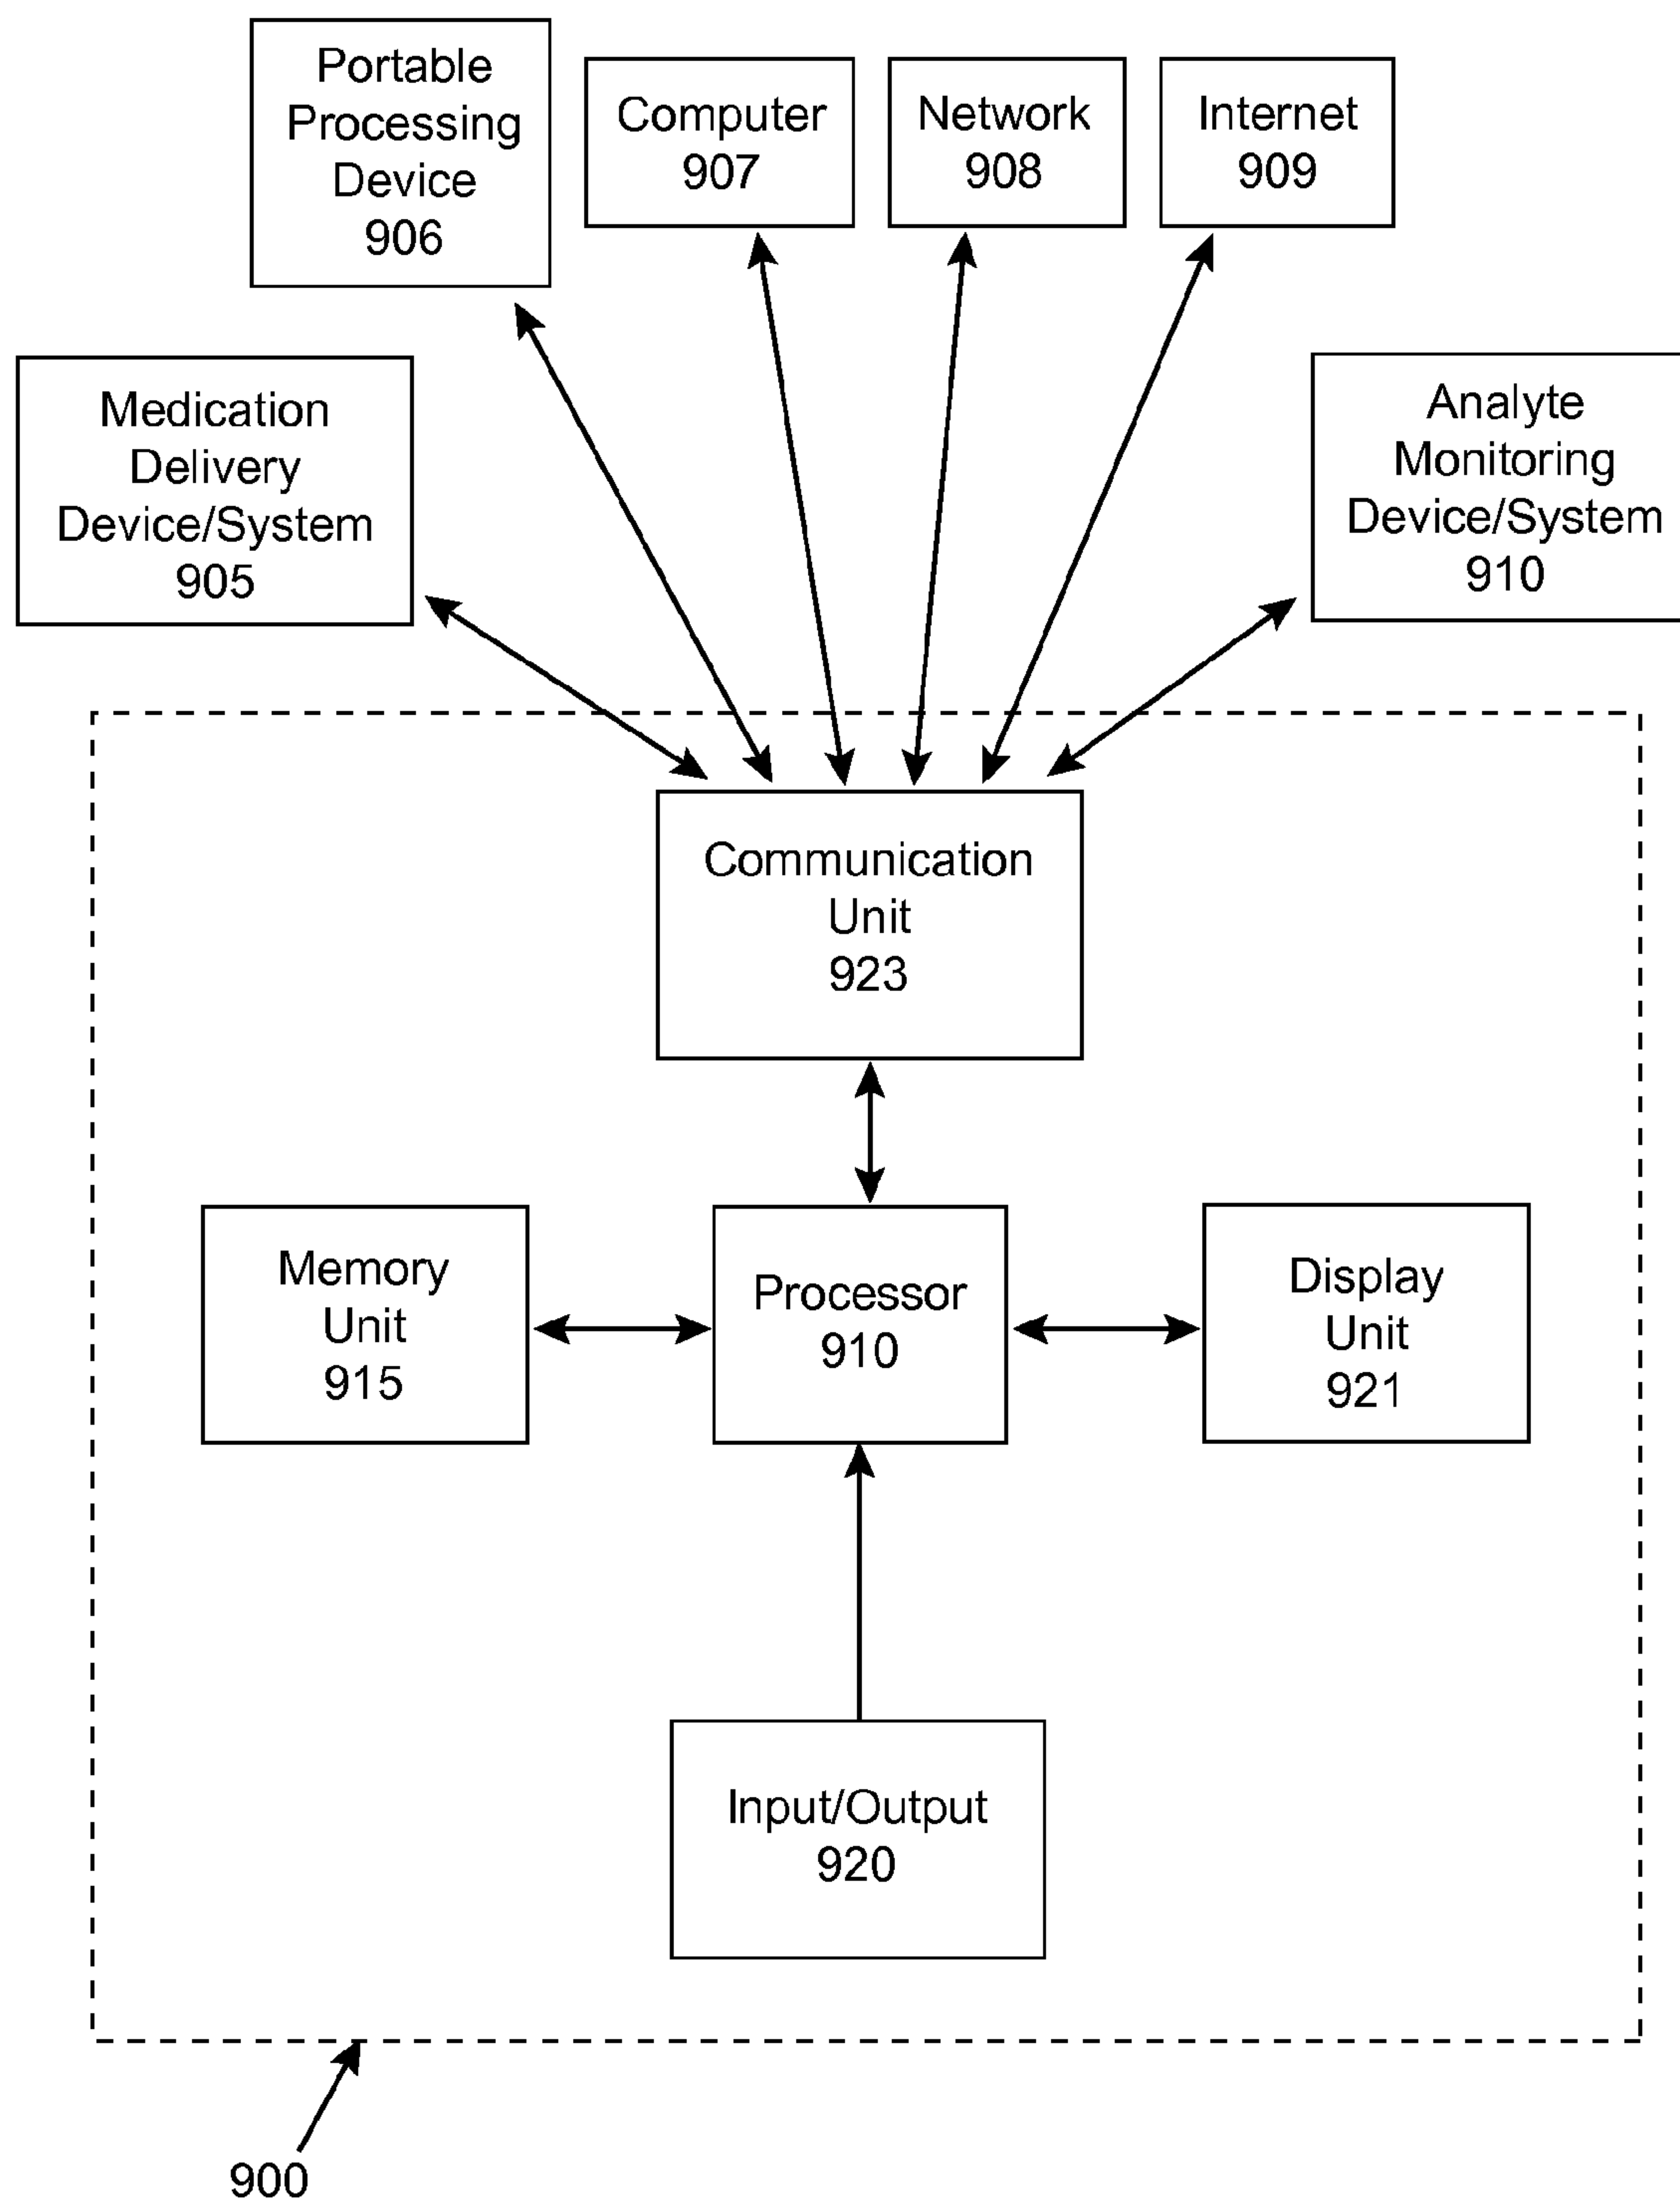 Portable
Processing
Device
906
Computer
907
Network
908
Internet
909
Medication
Delivery
Device/System
905
Analyte
Monitoring
Device/System
910
Communication
Unit
923
Memory
Unit
915
Processor
910
Display
Unit
921
Input/Output
920
900